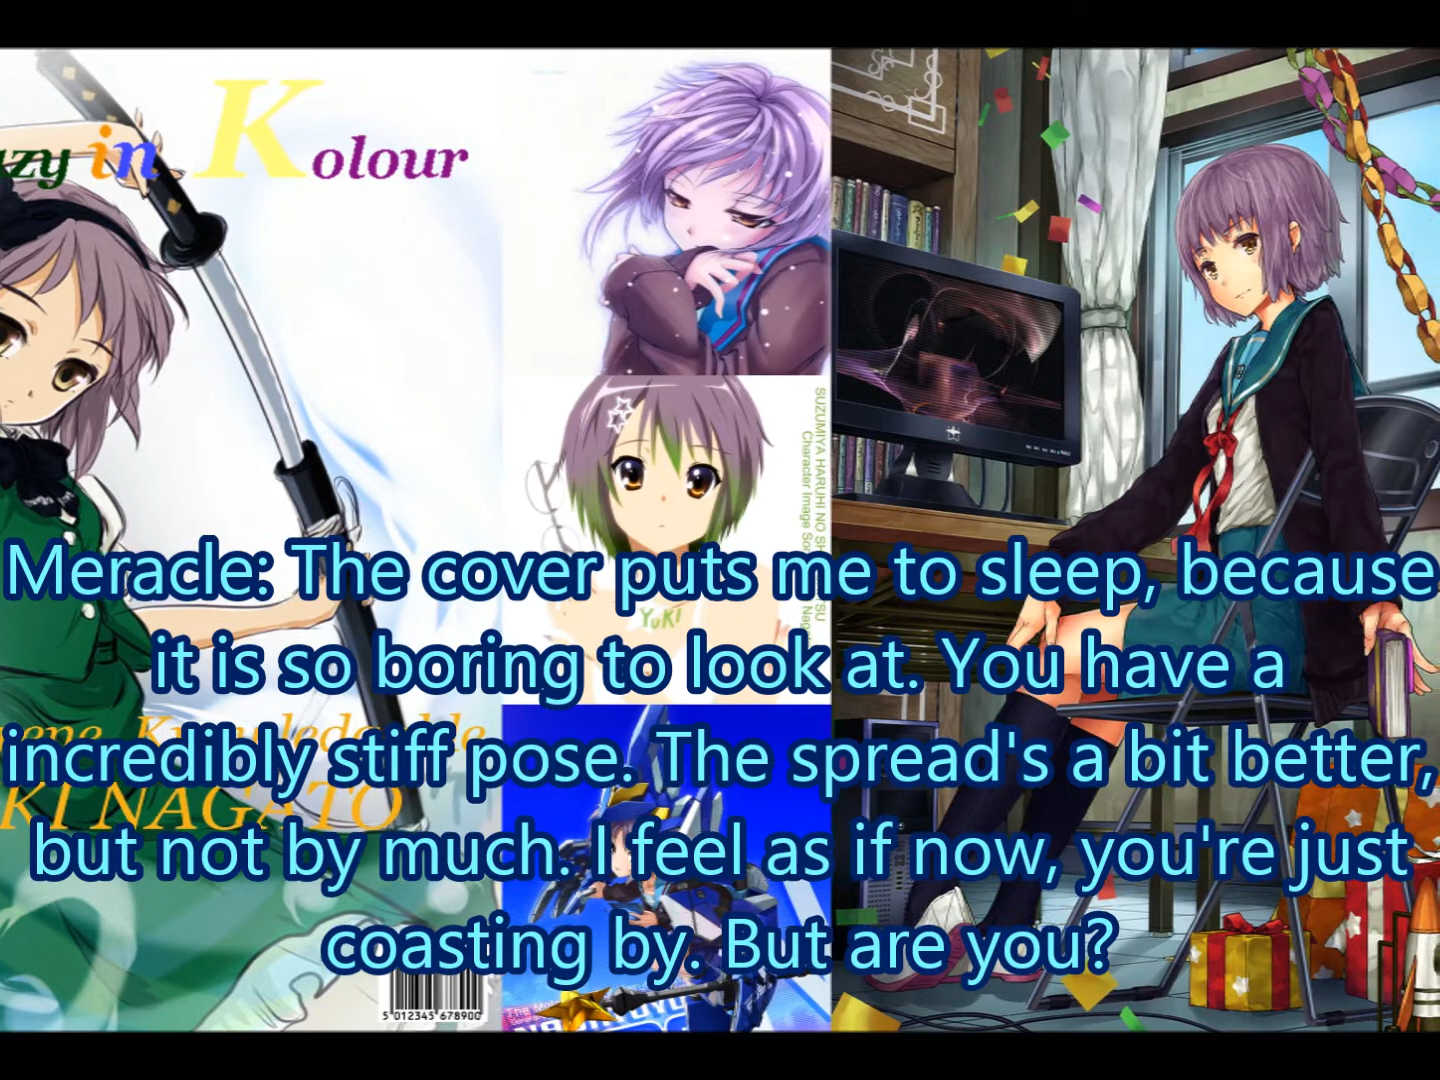 zy in Kolour
SUZUMIYA HARUHI NO SH
Character Image So
YUKI
Meracle: The cover puts me to sleep, because
it is so boring to look at. You have a
incredibly stiff pose. The spread's a bit better,
but not by much. I feel as if now, you're just
coasting by. But are you?
KI NAGATO
5 012345 678900